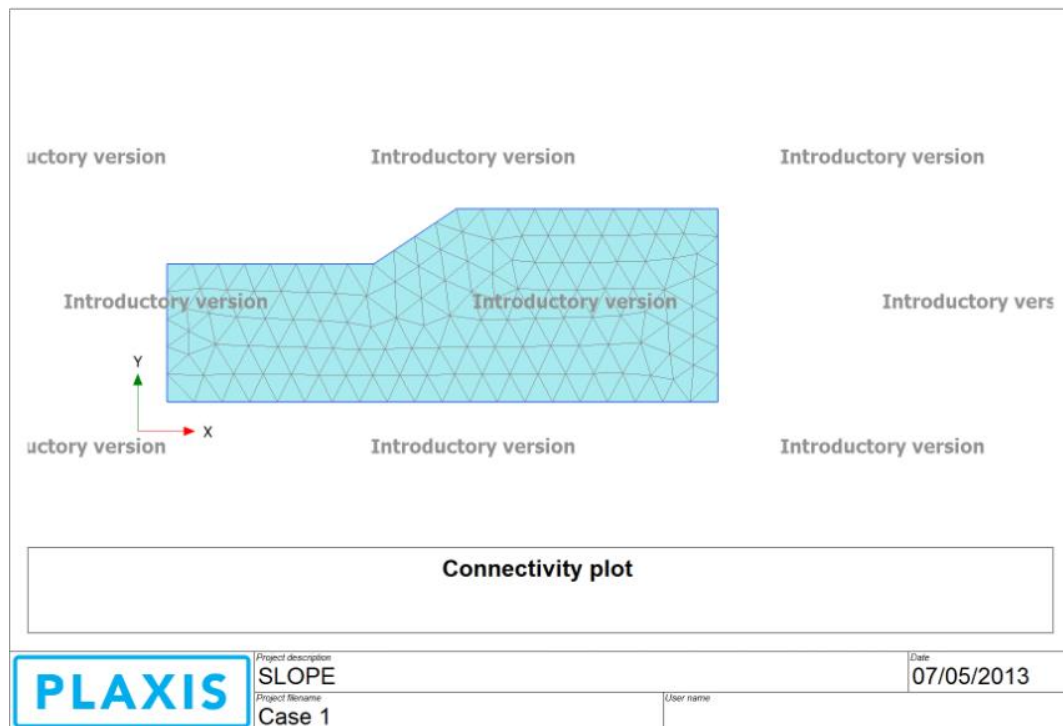 uctory version Introductory version Introductory version
Introductory version Introductory version Introductory vers
Y
X
uctory version Introductory version Introductory version
Connectivity plot
PLAXIS
Project description
SLOPE
Date
07/05/2013
Project filename
Case 1
User name